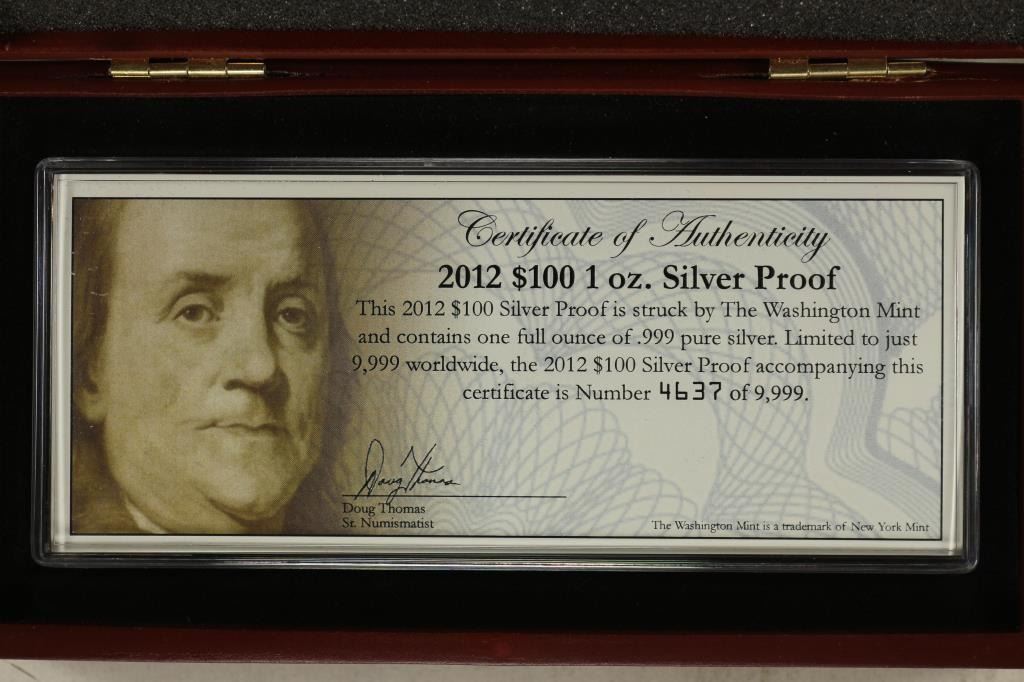 Certificate of Authenticity
2012 $100 1 oz. Silver Proof
This 2012 $100 Silver Proof is struck by The Washington Mint
and contains one full ounce of .999 pure silver. Limited to just
9,999 worldwide, the 2012 $100 Silver Proof accompanying this
certificate is Number 4637 of 9,999.
Doug Thomas
Doug Thomas
Sr. Numismatist
The Washington Mint is a trademark of New York Mint